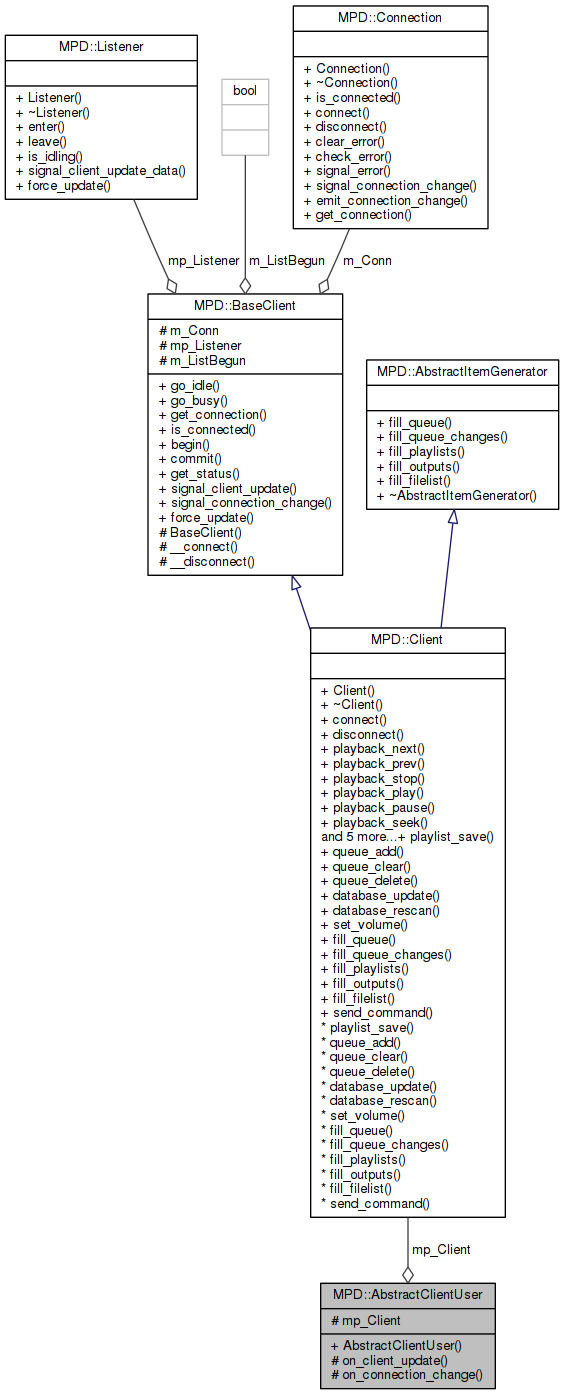 MPD::Connection
+ Connection()
+ ~Connection()
+ is_connected()
+ connect()
+ disconnect()
+ clear_error()
+ check_error()
+ signal_error()
+ signal_connection_change()
+ emit_connection_change()
+ get_connection()
MPD::Listener
+ Listener()
+ ~Listener()
+ enter()
+ leave()
+ is_idling()
+ signal_client_update_data()
+ force_update()
bool
mp_Listener
m_ListBegun
m_Conn
MPD::BaseClient
# m_Conn
# mp_Listener
# m_ListBegun
+ go_idle()
+ go_busy()
+ get_connection()
+ is_connected()
+ begin()
+ commit()
+ get_status()
+ signal_client_update()
+ signal_connection_change()
+ force_update()
# BaseClient()
# __connect()
# __disconnect()
MPD::AbstractItemGenerator
+ fill_queue()
+ fill_queue_changes()
+ fill_playlists()
+ fill_outputs()
+ fill_filelist()
+ ~AbstractItemGenerator()
MPD::Client
+ Client()
+ ~Client()
+ connect()
+ disconnect()
+ playback_next()
+ playback_prev()
+ playback_stop()
+ playback_play()
+ playback_pause()
+ playback_seek()
and 5 more...+ playlist_save()
+ queue_add()
+ queue_clear()
+ queue_delete()
+ database_update()
+ database_rescan()
+ set_volume()
+ fill_queue()
+ fill_queue_changes()
+ fill_playlists()
+ fill_outputs()
+ fill_filelist()
+ send_command()
* playlist_save()
* queue_add()
* queue_clear()
* queue_delete()
* database_update()
* database_rescan()
* set_volume()
* fill_queue()
* fill_queue_changes()
* fill_playlists()
* fill_outputs()
* fill_filelist()
* send_command()
mp_Client
MPD::AbstractClientUser
# mp_Client
+ AbstractClientUser()
# on_client_update()
# on_connection_change()